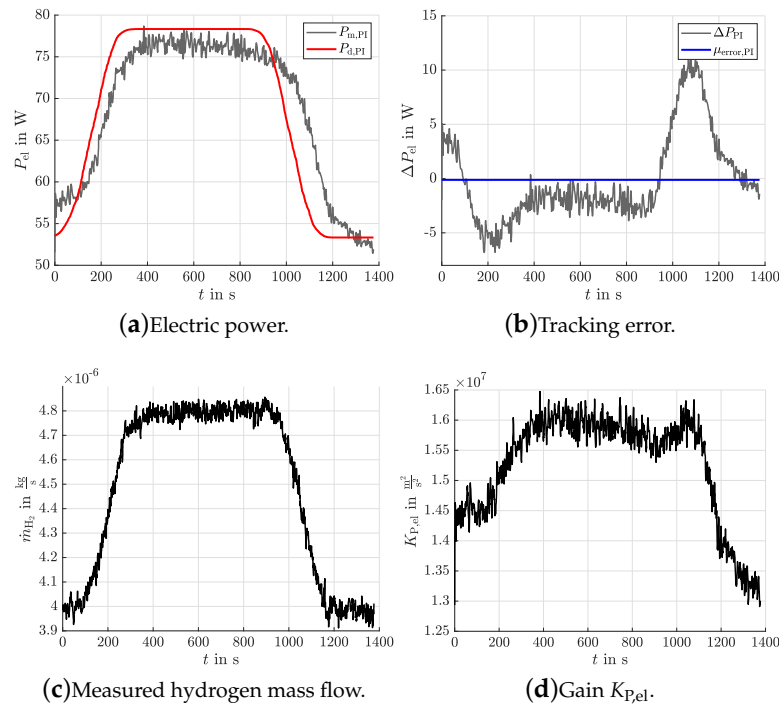 80
75
70
65
60
55
50
P_el in W
P_m,PI
P_d,PI
0 200 400 600 800 1000 1200 1400
t in s
(a)Electric power.
15
10
5
0
-5
ΔP_el in W
ΔP_PI
μ_error,PI
0 200 400 600 800 1000 1200 1400
t in s
(b)Tracking error.
×10⁻⁶
4.8
4.7
4.6
4.5
4.4
4.3
4.2
4.1
4
3.9
ṁ_H₂ in kg/s
0 200 400 600 800 1000 1200 1400
t in s
(c)Measured hydrogen mass flow.
×10⁷
1.65
1.6
1.55
1.5
1.45
1.4
1.35
1.3
1.25
K_P,el in m²/s²
0 200 400 600 800 1000 1200 1400
t in s
(d)Gain K_P,el.